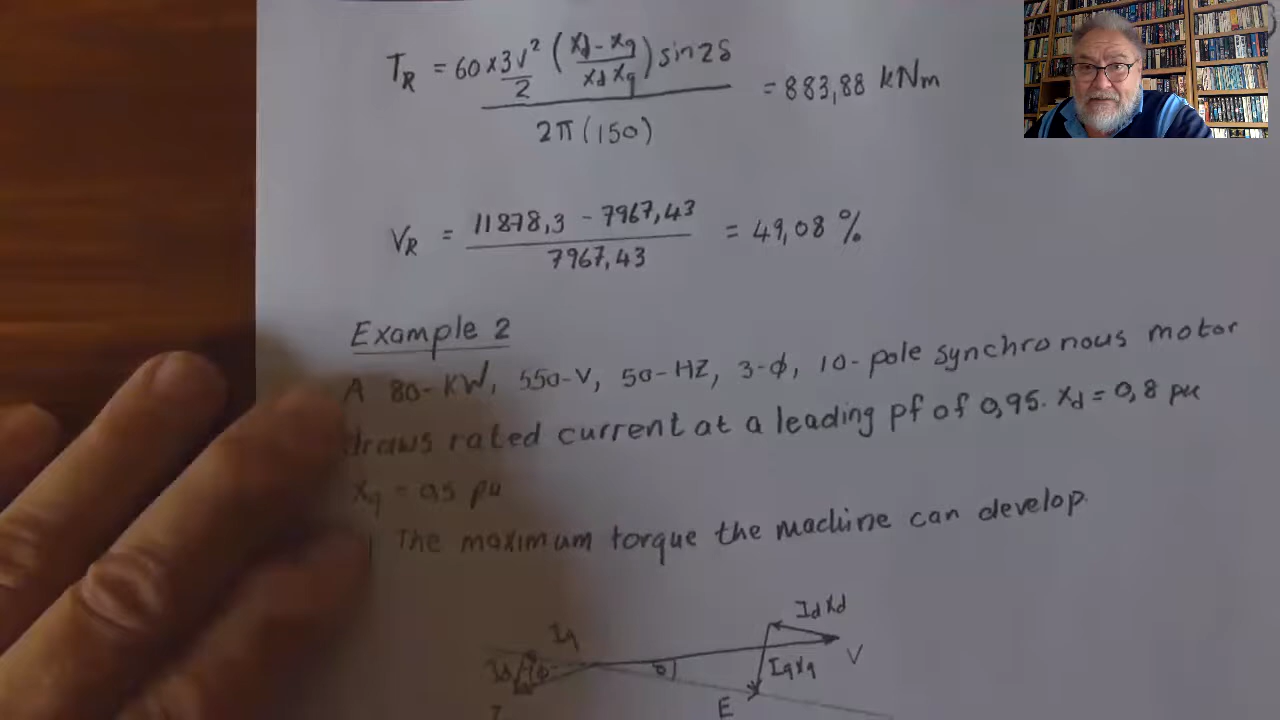 T_R = 60 x 3V²/2 (x_d - x_q / x_d x_q) sin2δ / 2π(150) = 883,88 kNm
V_R = 11878,3 - 7967,43 / 7967,43 = 49,08 %
Example 2
A 80-KW, 550-V, 50-HZ, 3-ϕ, 10-pole synchronous motor
draws rated current at a leading pf of 0,95. x_d = 0,8 pu
x_q = 0,5 pu
The maximum torque the machine can develop.
I_d x_d
I_q
V
I_d
ϕ
δ
I_q x_q
E
I